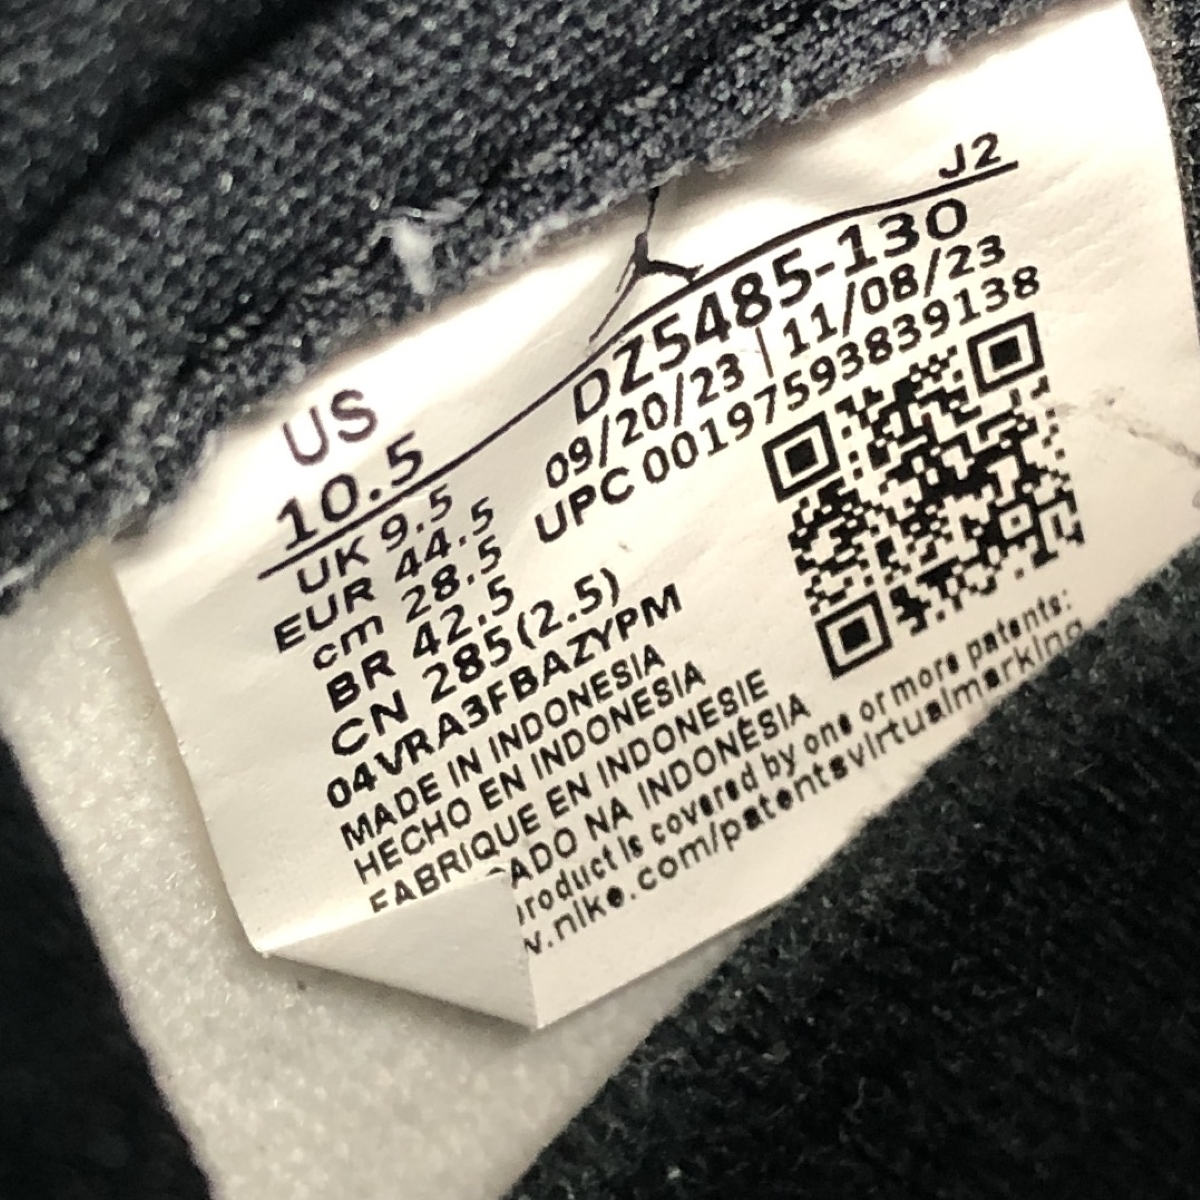 US
10.5
UK 9.5
EUR 44.5
cm 28.5
BR 42.5
CN 285(2.5)
04VRA3FBAZYPM
MADE IN INDONESIA
HECHO EN INDONESIA
FABRIQUE EN INDONESIE
ADO NA INDONÉSIA
roduct is covered by one or more patents:
.nike.com/patentsvirtualmarking
J2
DZ5485-130
09/20/23 | 11/08/23
UPC 00197593839138